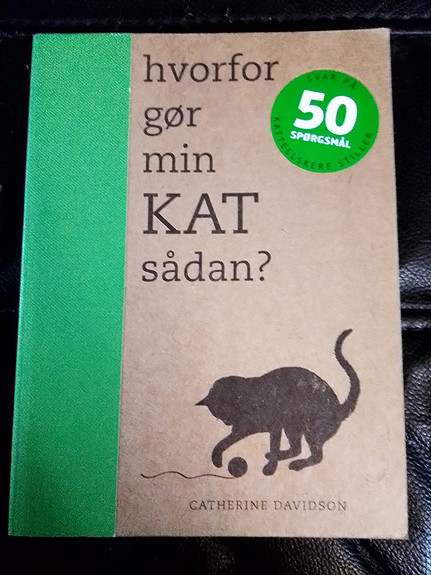 hvorfor
gør
min
KAT
sådan?
SVAR PÅ
50
SPØRGSMÅL
KATTEELSKERE STILLER
CATHERINE DAVIDSON